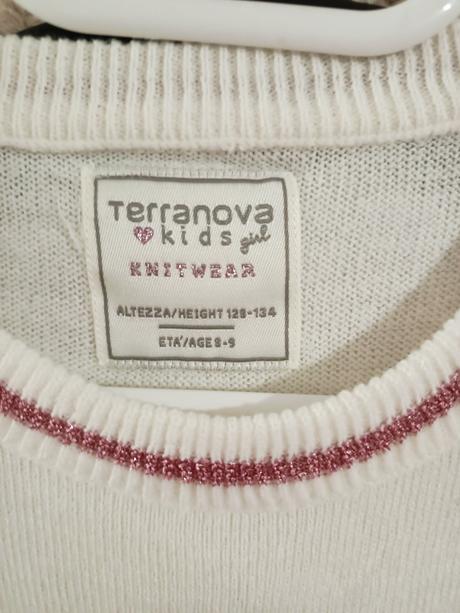 Terranova
kids girl
KNITWEAR
ALTEZZA/HEIGHT 128-134
ETA'/AGE 8-9